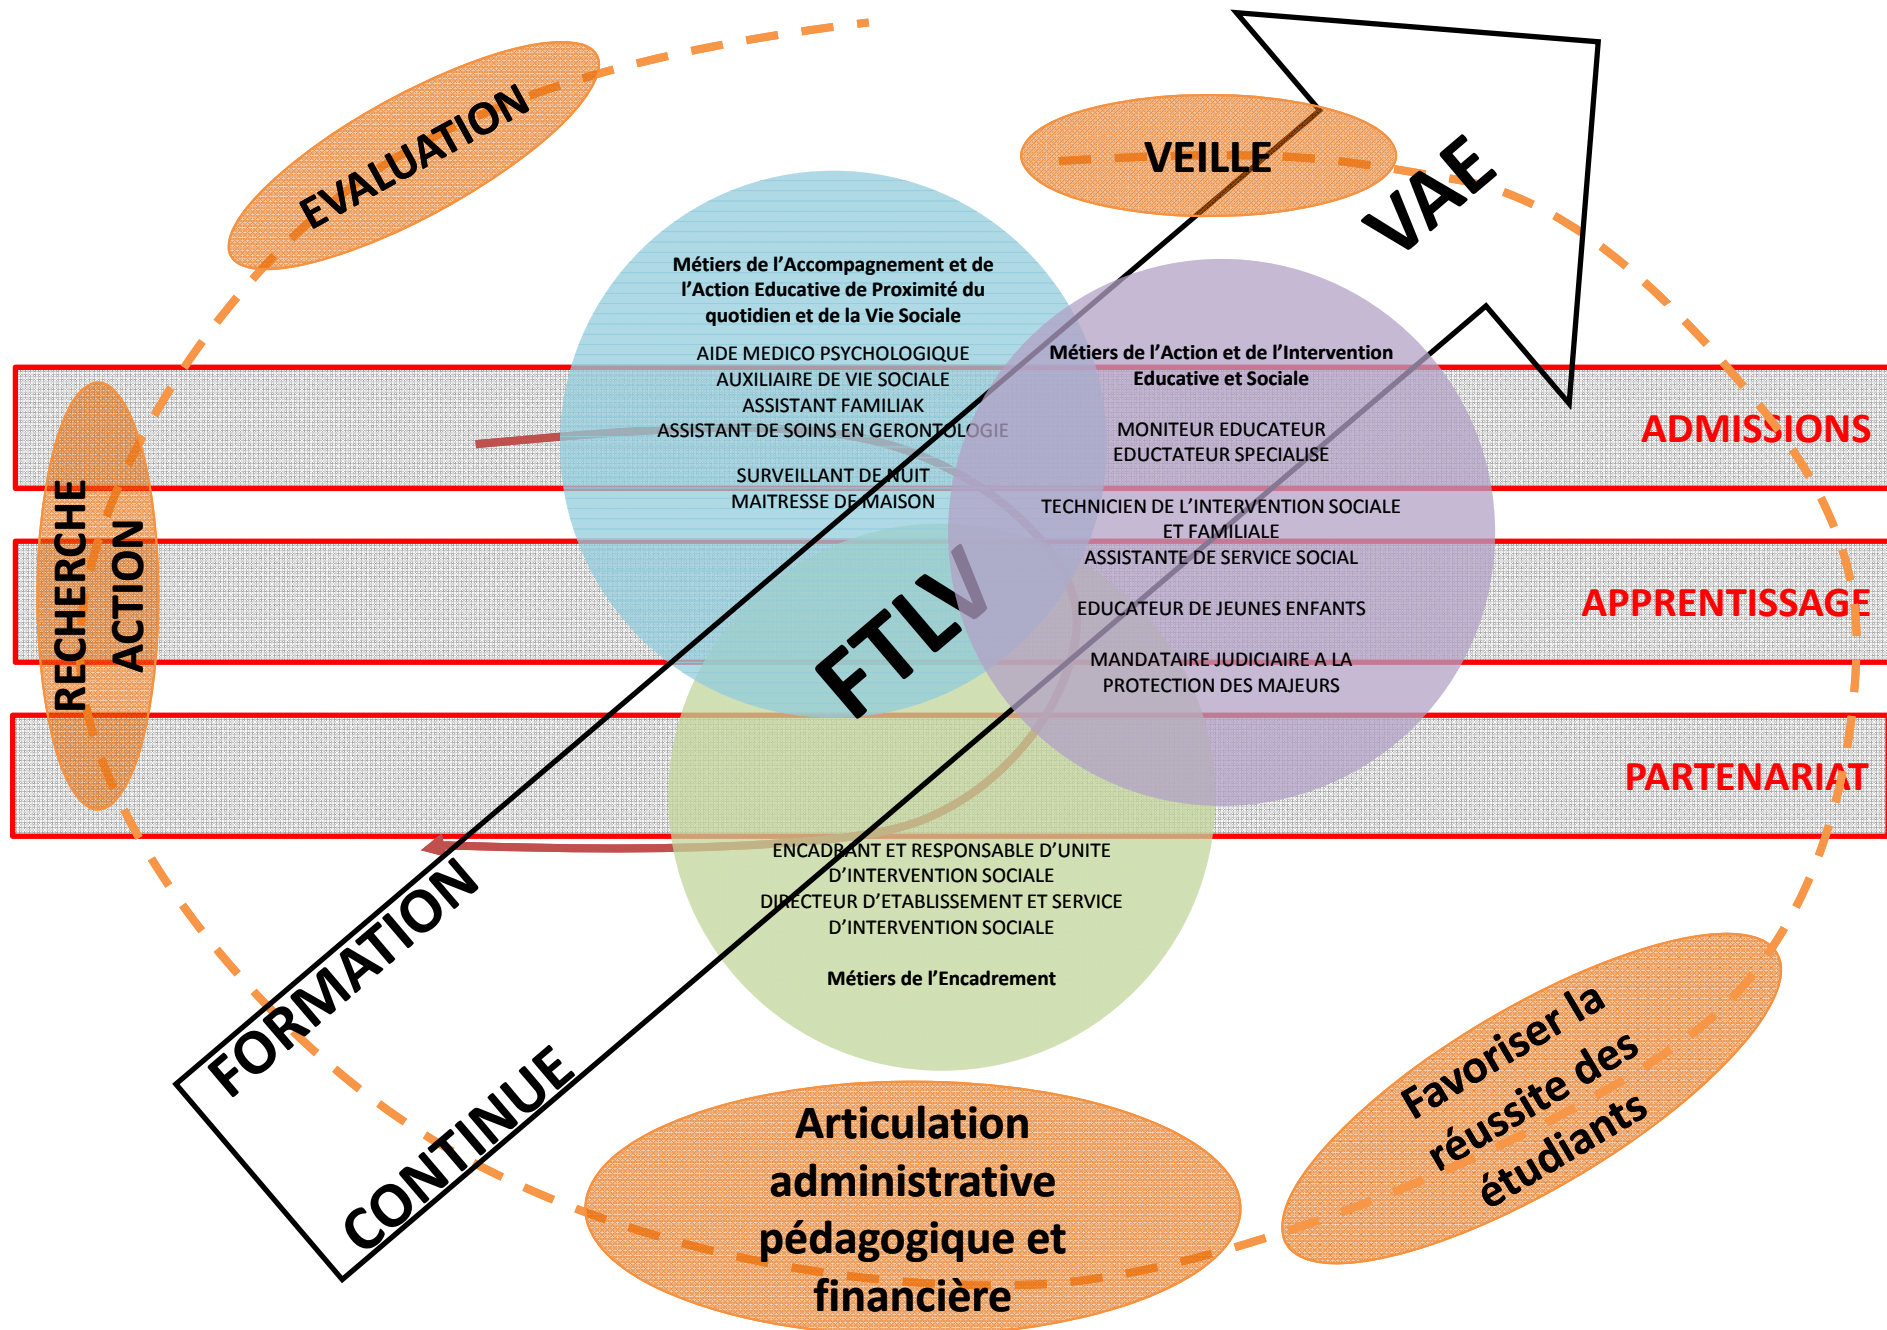 EVALUATION
VEILLE
VAE
Métiers de l'Accompagnement et de
l'Action Educative de Proximité du
quotidien et de la Vie Sociale
AIDE MEDICO PSYCHOLOGIQUE
AUXILIAIRE DE VIE SOCIALE
ASSISTANT FAMILIAK
ASSISTANT DE SOINS EN GERONTOLOGIE
SURVEILLANT DE NUIT
MAITRESSE DE MAISON
Métiers de l'Action et de l'Intervention
Educative et Sociale
MONITEUR EDUCATEUR
EDUCTATEUR SPECIALISE
TECHNICIEN DE L'INTERVENTION SOCIALE
ET FAMILIALE
ASSISTANTE DE SERVICE SOCIAL
EDUCATEUR DE JEUNES ENFANTS
MANDATAIRE JUDICIAIRE A LA
PROTECTION DES MAJEURS
ADMISSIONS
APPRENTISSAGE
PARTENARIAT
RECHERCHE
ACTION
FTLV
ENCADRANT ET RESPONSABLE D'UNITE
D'INTERVENTION SOCIALE
DIRECTEUR D'ETABLISSEMENT ET SERVICE
D'INTERVENTION SOCIALE
Métiers de l'Encadrement
FORMATION
CONTINUE
Articulation
administrative
pédagogique et
financière
Favoriser la
réussite des
étudiants